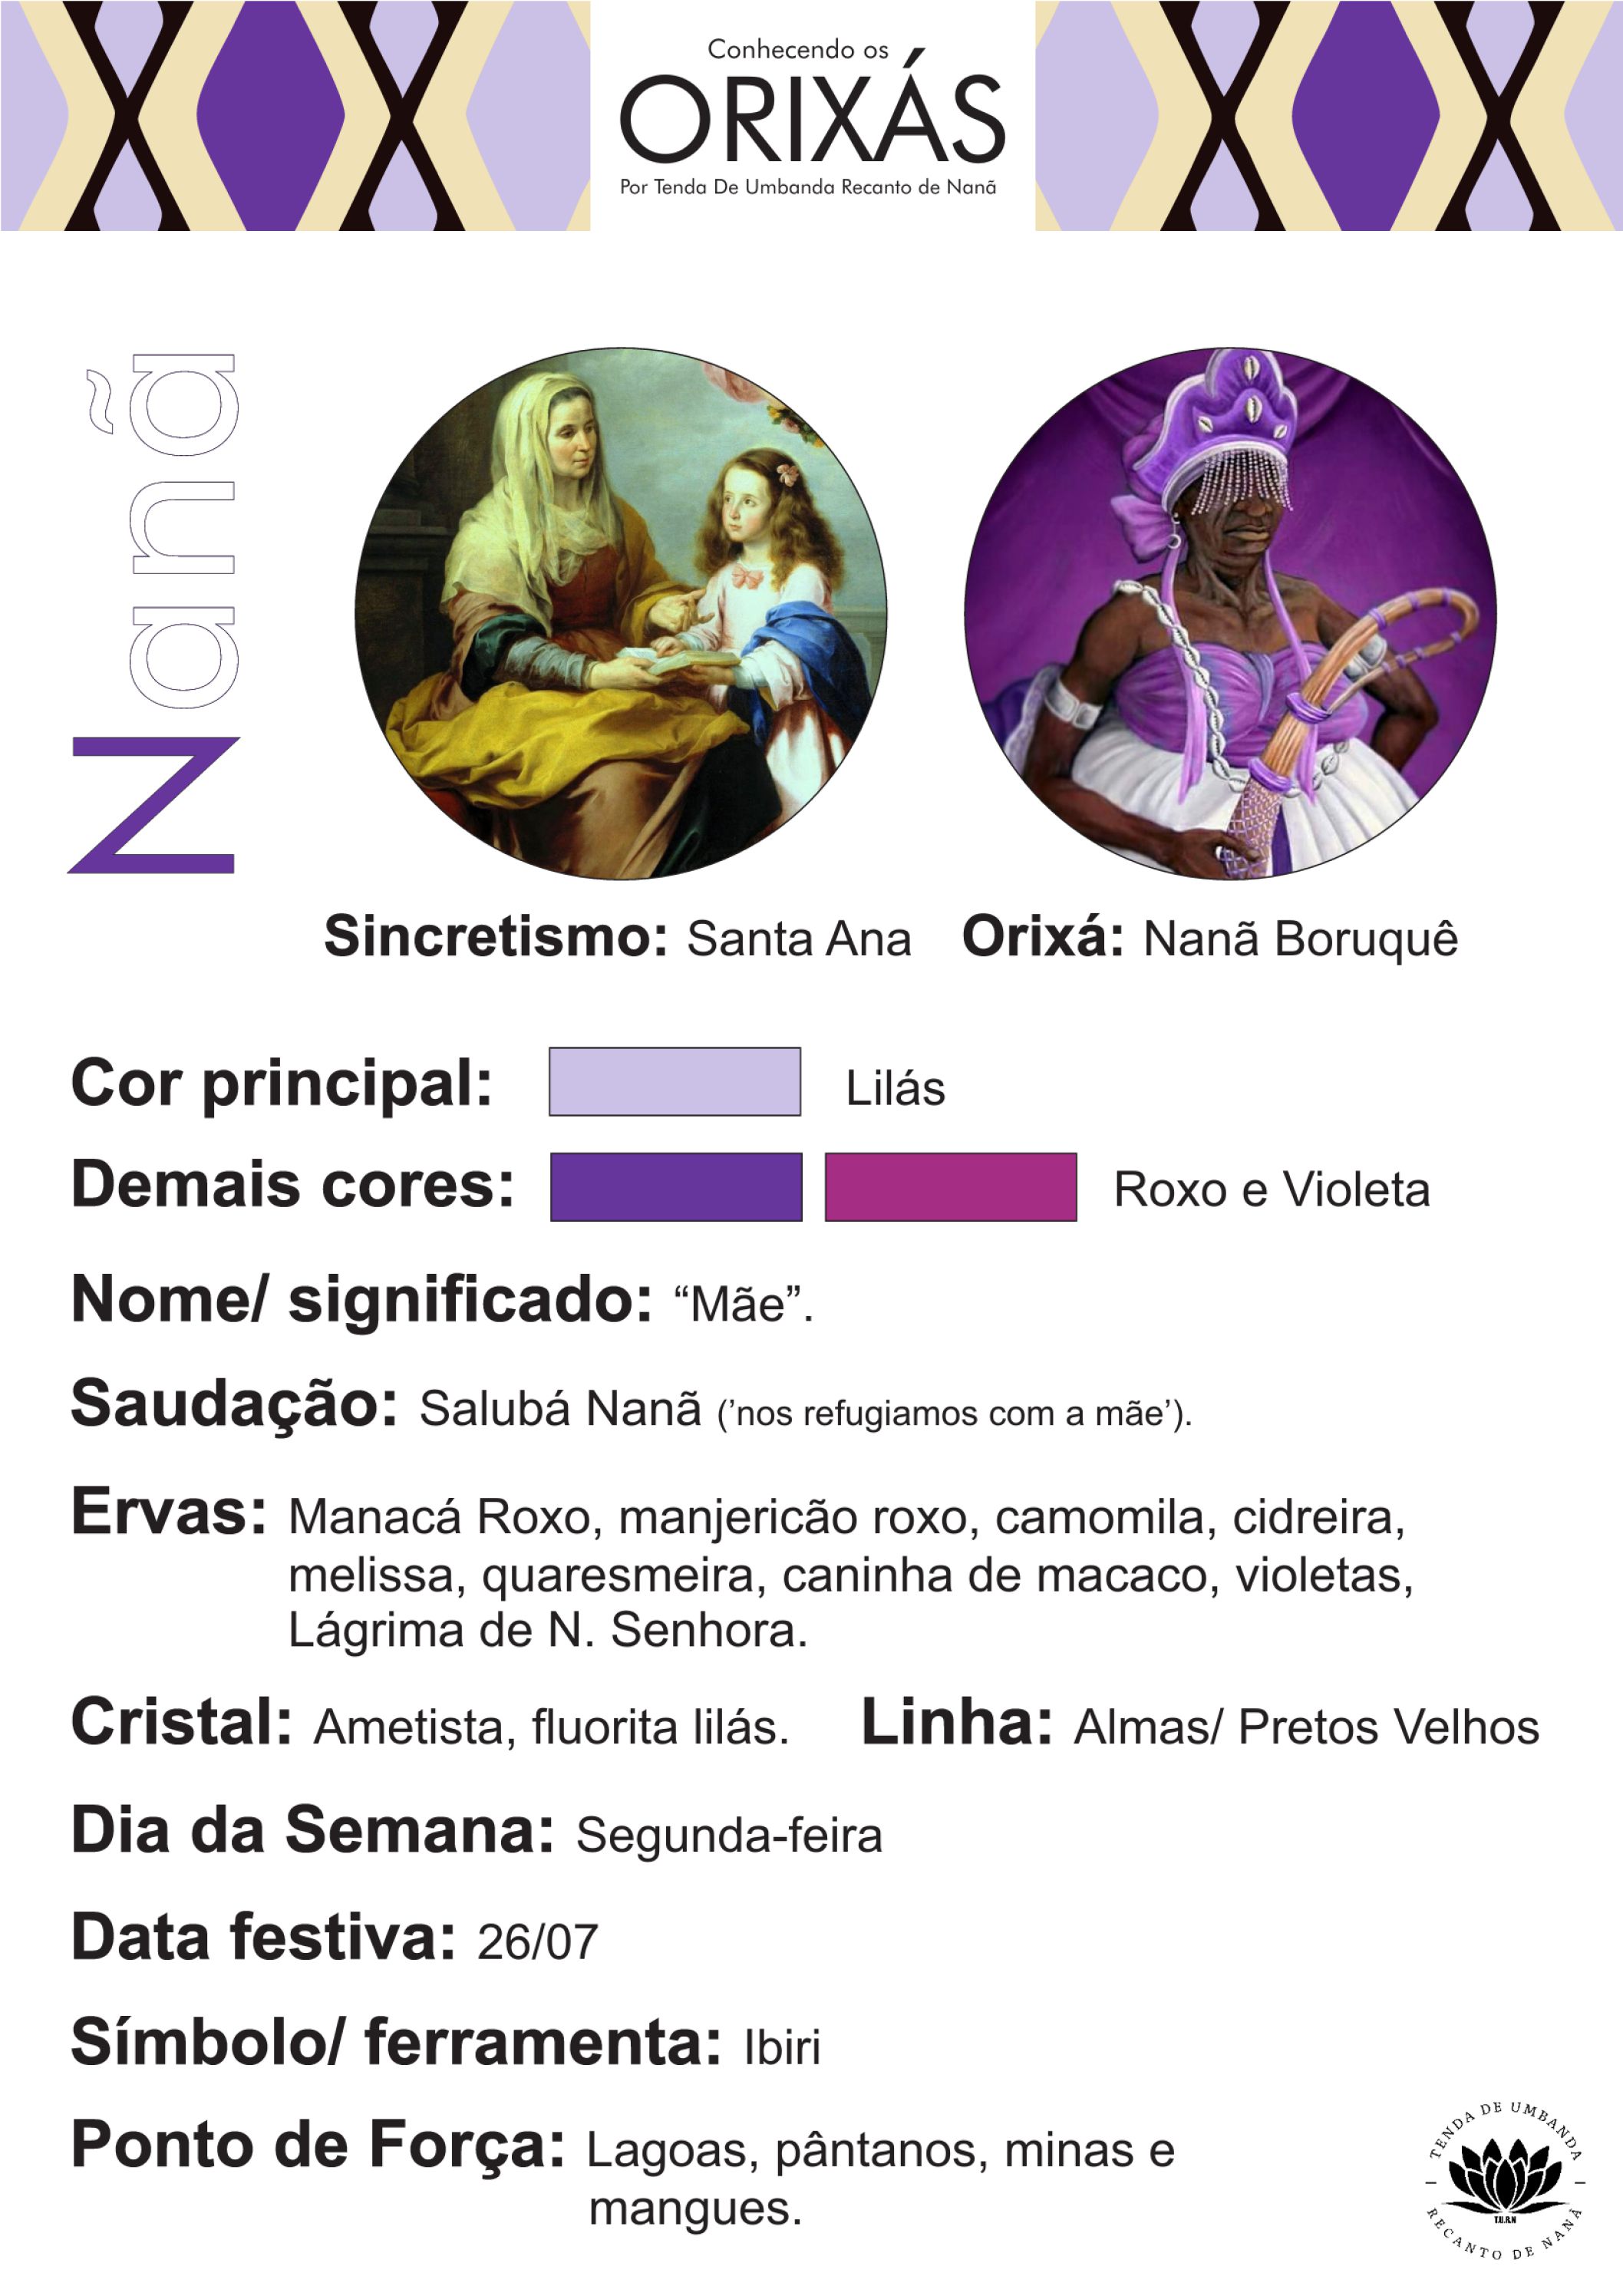 Conhecendo os
ORIXÁS
Por Tenda De Umbanda Recanto de Nanã
Nanã
Sincretismo: Santa Ana
Orixá: Nanã Boruquê
Cor principal: Lilás
Demais cores: Roxo e Violeta
Nome/ significado: “Mãe”.
Saudação: Salubá Nanã (’nos refugiamos com a mãe’).
Ervas: Manacá Roxo, manjericão roxo, camomila, cidreira,
melissa, quaresmeira, caninha de macaco, violetas,
Lágrima de N. Senhora.
Cristal: Ametista, fluorita lilás.
Linha: Almas/ Pretos Velhos
Dia da Semana: Segunda-feira
Data festiva: 26/07
Símbolo/ ferramenta: Ibiri
Ponto de Força: Lagoas, pântanos, minas e
mangues.
TENDA DE UMBANDA
T.U.R.N
RECANTO DE NANÃ